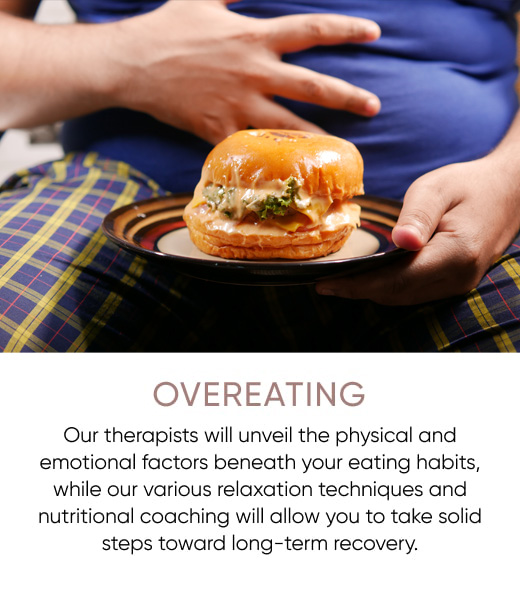 OVEREATING
Our therapists will unveil the physical and
emotional factors beneath your eating habits,
while our various relaxation techniques and
nutritional coaching will allow you to take solid
steps toward long-term recovery.